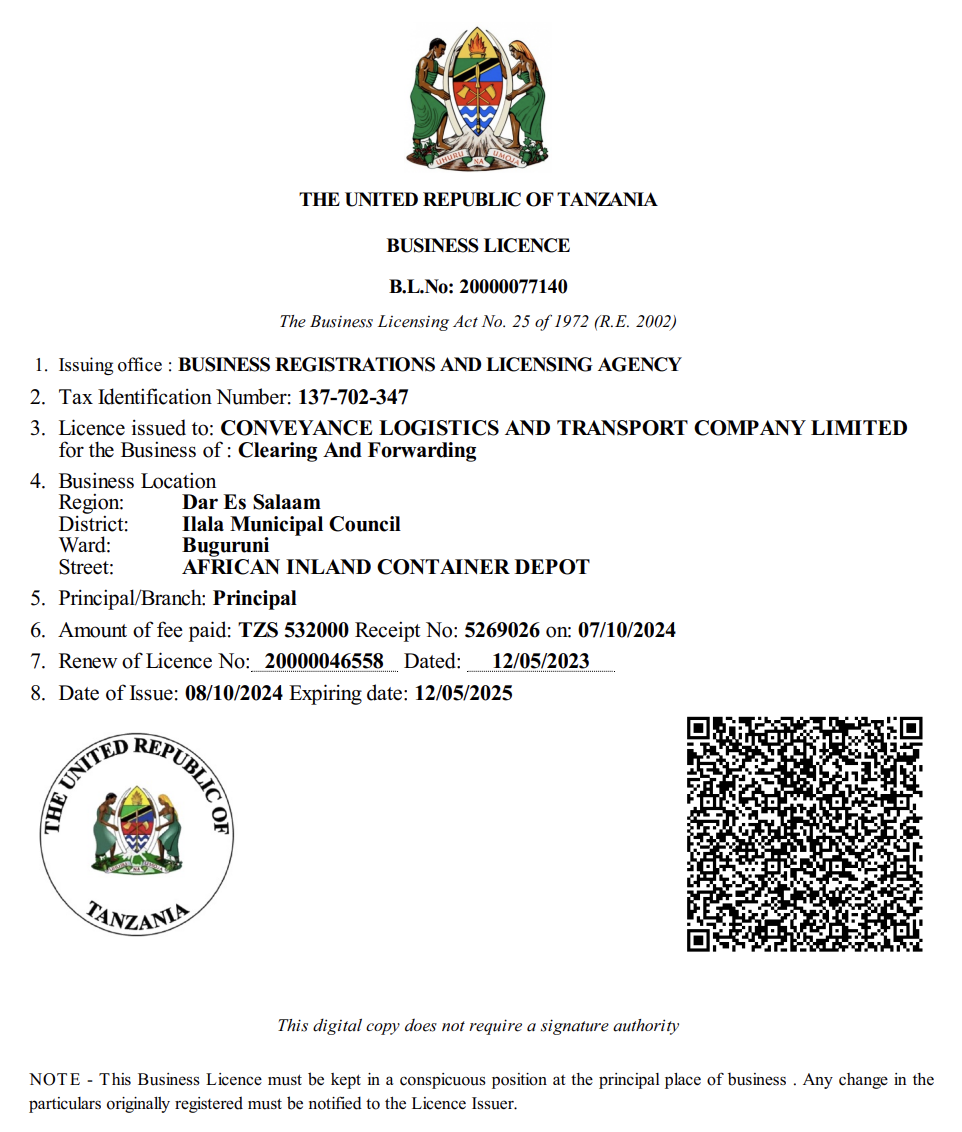 UHURU NA UMOJA
THE UNITED REPUBLIC OF TANZANIA
BUSINESS LICENCE
B.L.No: 20000077140
The Business Licensing Act No. 25 of 1972 (R.E. 2002)
1. Issuing office : BUSINESS REGISTRATIONS AND LICENSING AGENCY
2. Tax Identification Number: 137-702-347
3. Licence issued to: CONVEYANCE LOGISTICS AND TRANSPORT COMPANY LIMITED
for the Business of : Clearing And Forwarding
4. Business Location
Region: Dar Es Salaam
District: Ilala Municipal Council
Ward: Buguruni
Street: AFRICAN INLAND CONTAINER DEPOT
5. Principal/Branch: Principal
6. Amount of fee paid: TZS 532000 Receipt No: 5269026 on: 07/10/2024
7. Renew of Licence No: 20000046558 Dated: 12/05/2023
8. Date of Issue: 08/10/2024 Expiring date: 12/05/2025
THE UNITED REPUBLIC OF
TANZANIA
This digital copy does not require a signature authority
NOTE - This Business Licence must be kept in a conspicuous position at the principal place of business . Any change in the
particulars originally registered must be notified to the Licence Issuer.